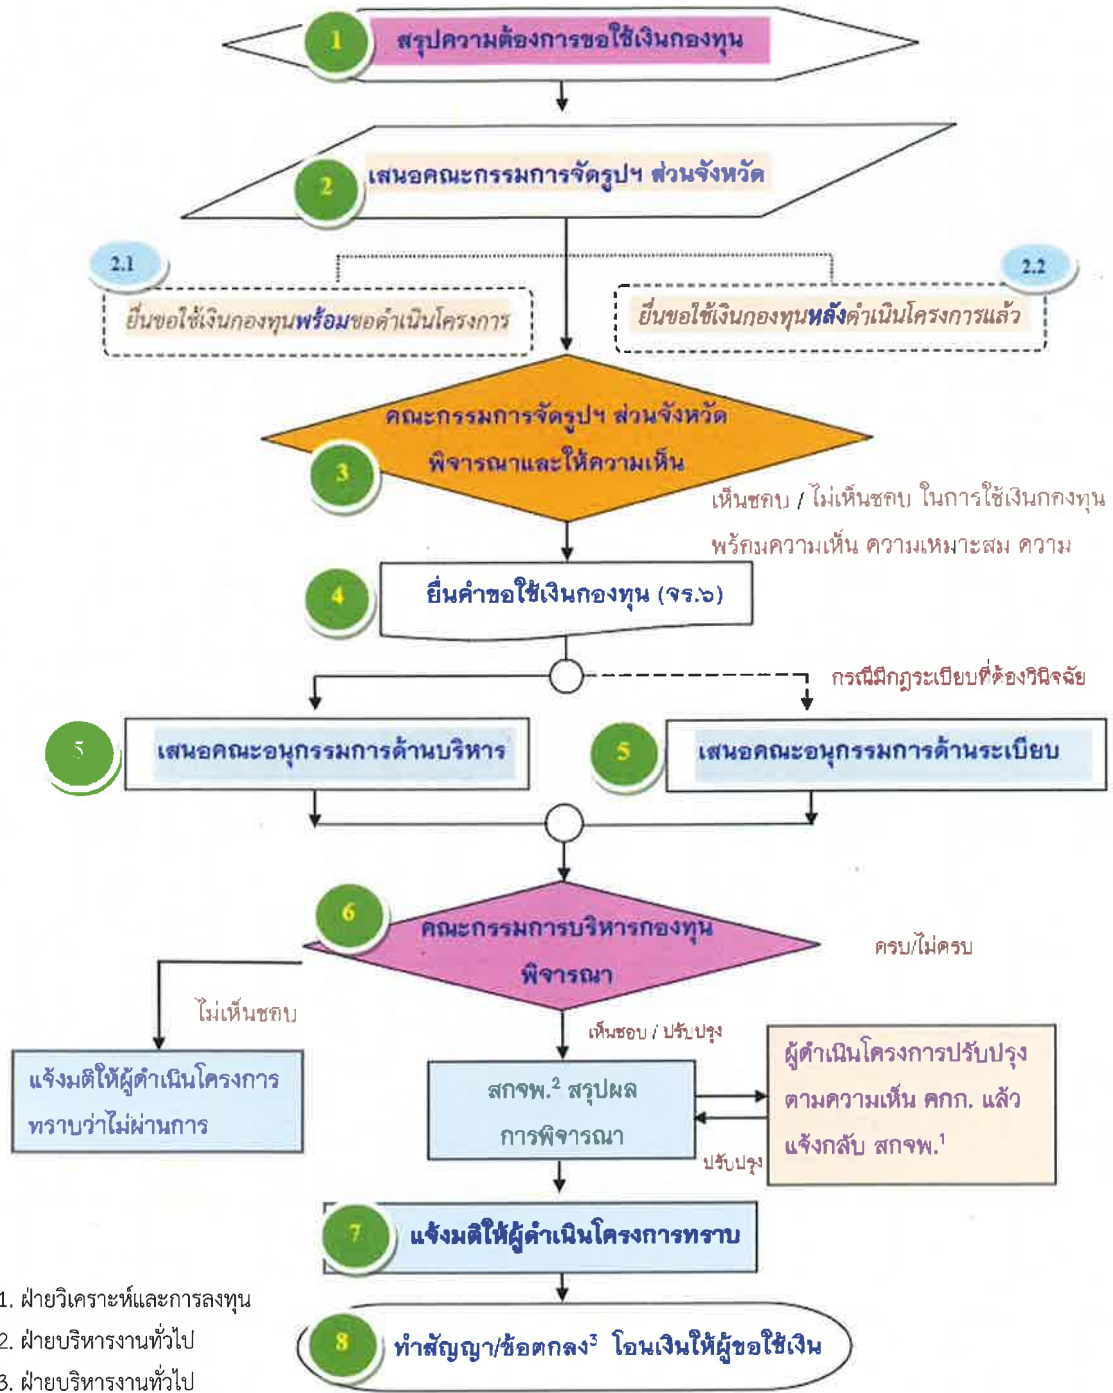 1
สรุปความต้องการขอใช้เงินกองทุน
2
เสนอคณะกรรมการจัดรูปฯ ส่วนจังหวัด
2.1
2.2
ยื่นขอใช้เงินกองทุนพร้อมขอดำเนินโครงการ
ยื่นขอใช้เงินกองทุนหลังดำเนินโครงการแล้ว
คณะกรรมการจัดรูปฯ ส่วนจังหวัด
3
พิจารณาและให้ความเห็น
เห็นชอบ / ไม่เห็นชอบ ในการใช้เงินกองทุน
พร้อมความเห็น ความเหมาะสม ความ
4
ยื่นคำขอใช้เงินกองทุน (จร.๖)
กรณีมีกฎระเบียบที่ต้องวินิจฉัย
5
เสนอคณะอนุกรรมการด้านบริหาร
5
เสนอคณะอนุกรรมการด้านระเบียบ
6
คณะกรรมการบริหารกองทุน
พิจารณา
ครบ/ไม่ครบ
ไม่เห็นชอบ
เห็นชอบ / ปรับปรุง
แจ้งมติให้ผู้ดำเนินโครงการ
ทราบว่าไม่ผ่านการ
สกจพ.² สรุปผล
การพิจารณา
ผู้ดำเนินโครงการปรับปรุง
ตามความเห็น คกก. แล้ว
แจ้งกลับ สกจพ.¹
ปรับปรุง
7
แจ้งมติให้ผู้ดำเนินโครงการทราบ
8
ทำสัญญา/ข้อตกลง³ โอนเงินให้ผู้ขอใช้เงิน
1. ฝ่ายวิเคราะห์และการลงทุน
2. ฝ่ายบริหารงานทั่วไป
3. ฝ่ายบริหารงานทั่วไป